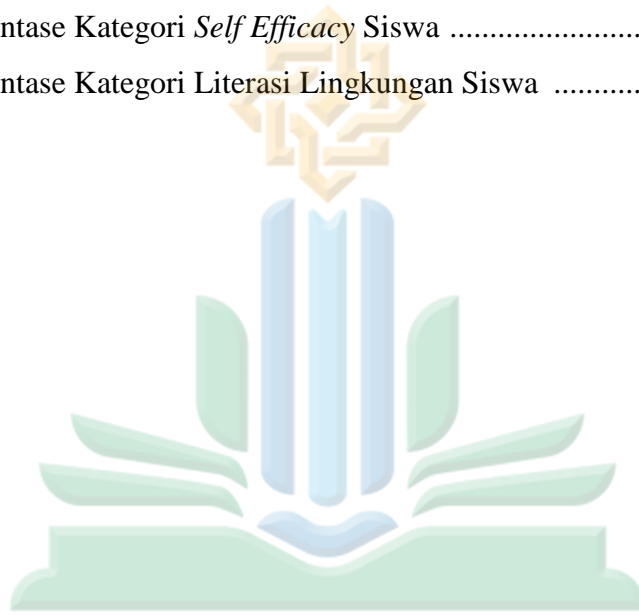 ntase Kategori Self Efficacy Siswa .......................
ntase Kategori Literasi Lingkungan Siswa ...........